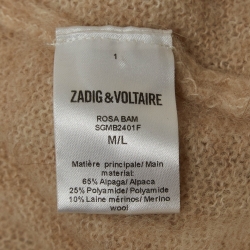 1
ZADIG & VOLTAIRE
ROSA BAM
SGMB2401F
M/L
Matière principale/ Main
material:
65% Alpaga/ Alpaca
25% Polyamide/ Polyamide
10% Laine mérinos/ Merino
wool